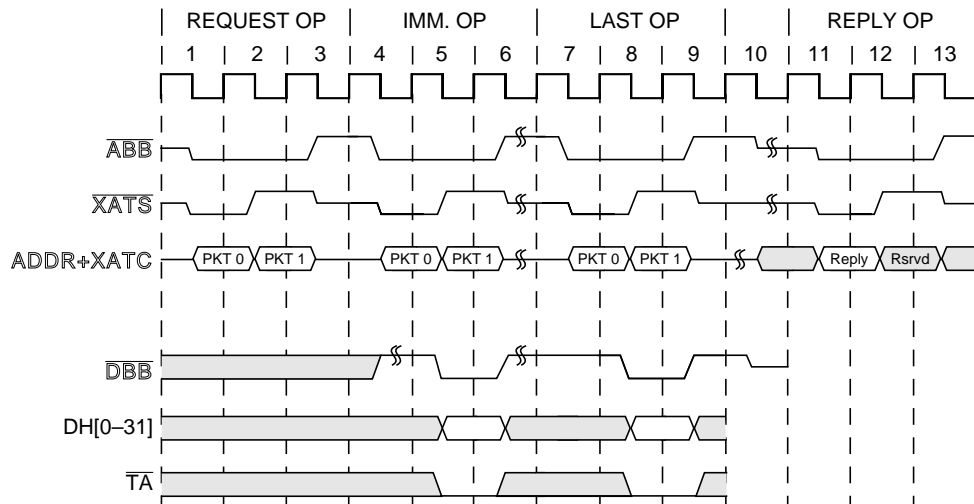 REQUEST OP IMM. OP LAST OP REPLY OP
1 2 3 4 5 6 7 8 9 10 11 12 13
ABB
XATS
ADDR+XATC PKT 0 PKT 1 PKT 0 PKT 1 PKT 0 PKT 1 Reply Rsrvd
DBB
DH[0–31]
TA